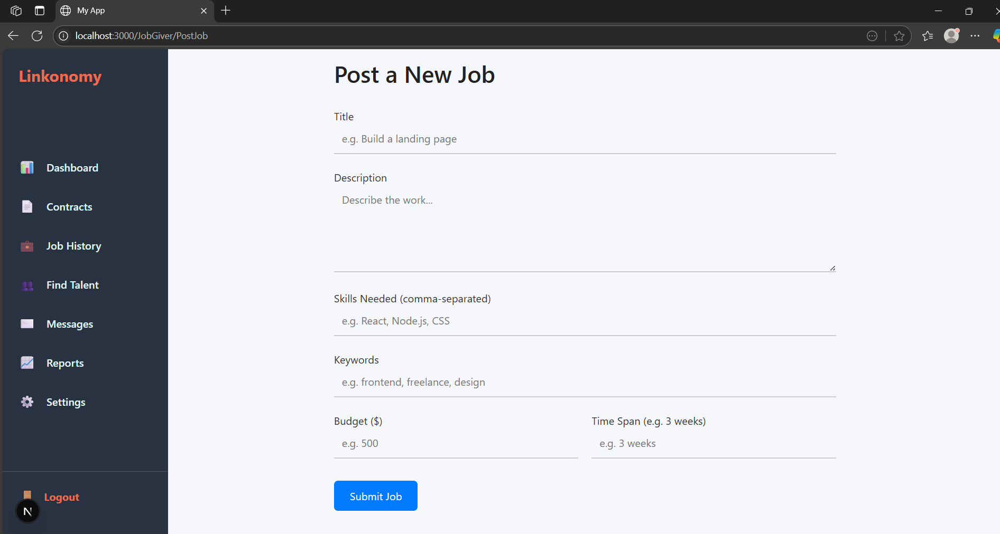 My App
localhost:3000/JobGiver/PostJob
Linkonomy
Dashboard
Contracts
Job History
Find Talent
Messages
Reports
Settings
Logout
N
Post a New Job
Title
e.g. Build a landing page
Description
Describe the work...
Skills Needed (comma-separated)
e.g. React, Node.js, CSS
Keywords
e.g. frontend, freelance, design
Budget ($)
e.g. 500
Time Span (e.g. 3 weeks)
e.g. 3 weeks
Submit Job